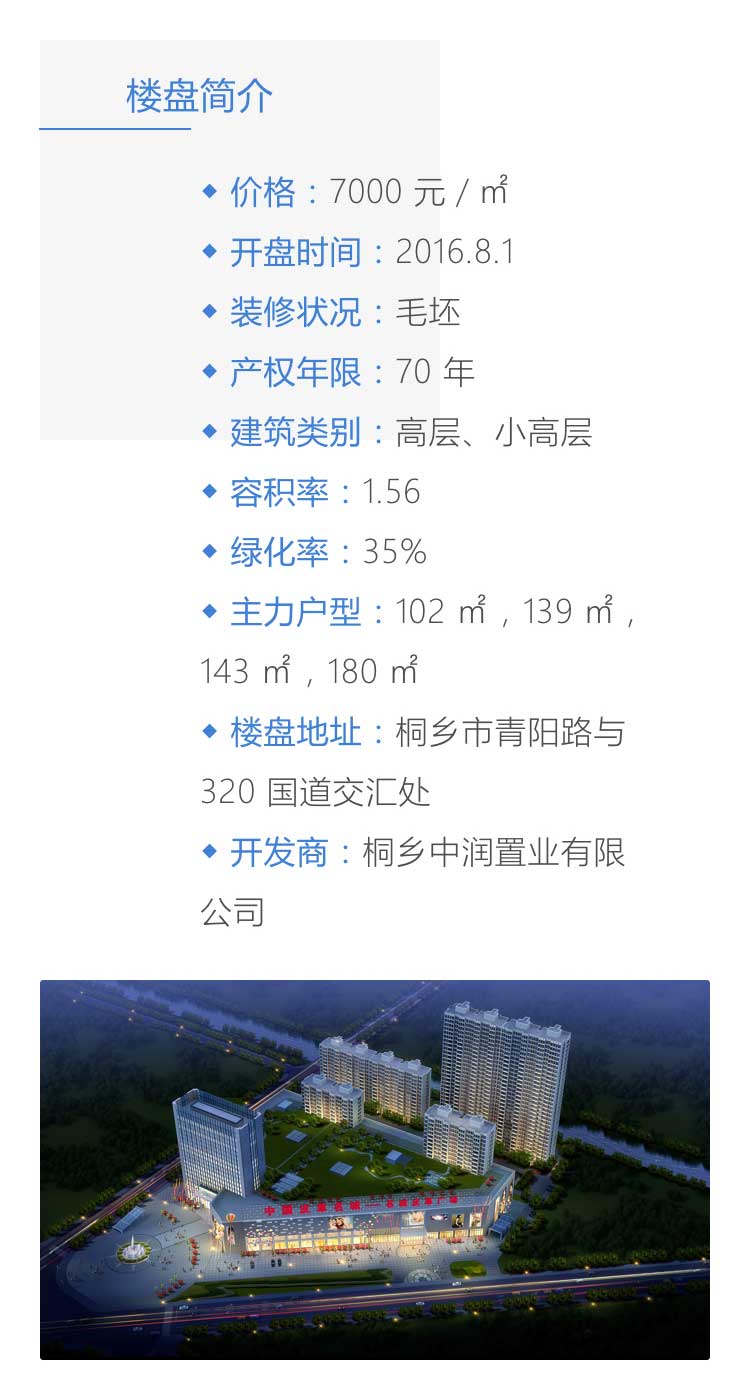 楼盘简介
价格：7000 元 / ㎡
开盘时间：2016.8.1
装修状况：毛坯
产权年限：70 年
建筑类别：高层、小高层
容积率：1.56
绿化率：35%
主力户型：102 ㎡，139 ㎡，
143 ㎡，180 ㎡
楼盘地址：桐乡市青阳路与
320 国道交汇处
开发商：桐乡中润置业有限
公司